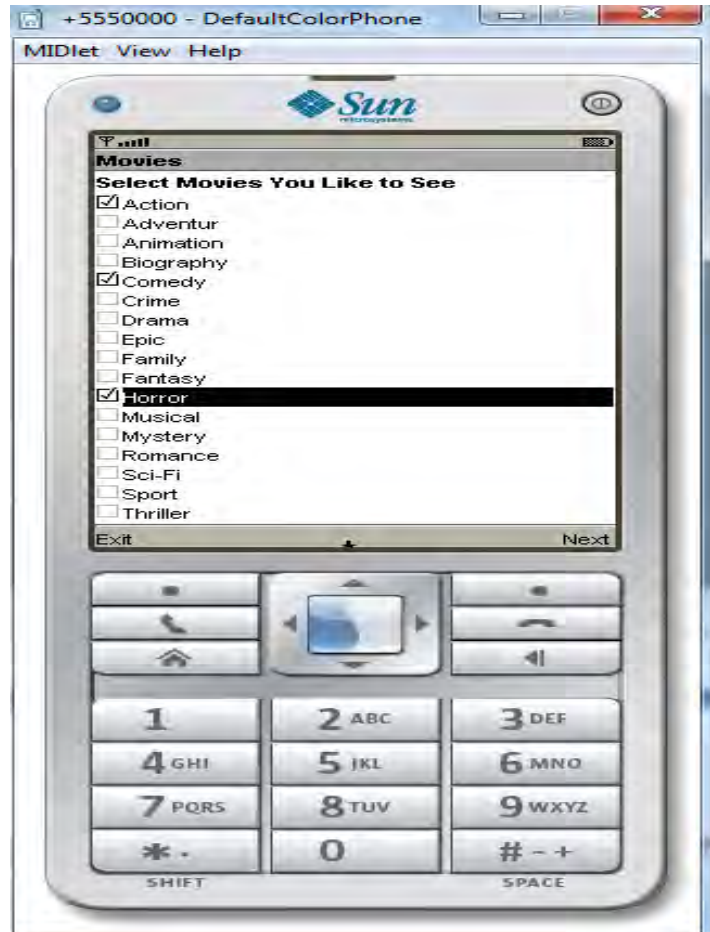 +5550000 - DefaultColorPhone
MIDlet View Help
Sun
microsystems
Movies
Select Movies You Like to See
Action
Adventur
Animation
Biography
Comedy
Crime
Drama
Epic
Family
Fantasy
Horror
Musical
Mystery
Romance
Sci-Fi
Sport
Thriller
Exit Next
1 2 ABC 3 DEF
4 GHI 5 JKL 6 MNO
7 PQRS 8 TUV 9 WXYZ
* . 0 # - +
SHIFT SPACE